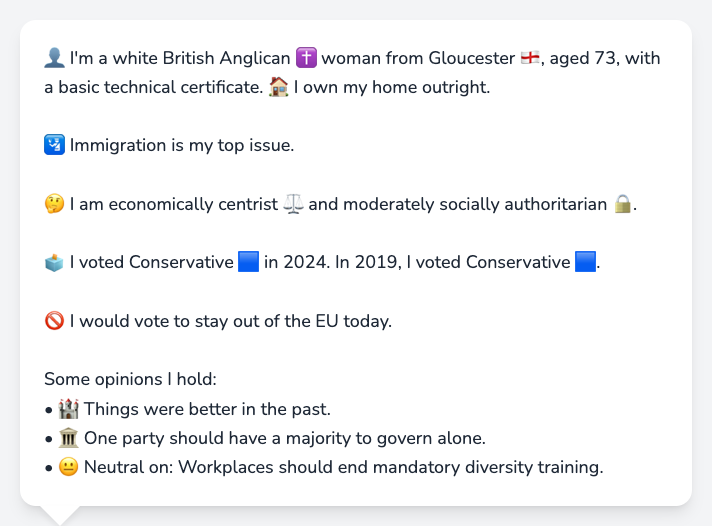 👤 I'm a white British Anglican ✝️ woman from Gloucester 🏴󠁧󠁢󠁥󠁮󠁧󠁿, aged 73, with
a basic technical certificate. 🏠 I own my home outright.
🛂 Immigration is my top issue.
🤔 I am economically centrist ⚖️ and moderately socially authoritarian 🔒.
🗳️ I voted Conservative 🟦 in 2024. In 2019, I voted Conservative 🟦.
🚫 I would vote to stay out of the EU today.
Some opinions I hold:
• 🏰 Things were better in the past.
• 🏛️ One party should have a majority to govern alone.
• 😐 Neutral on: Workplaces should end mandatory diversity training.